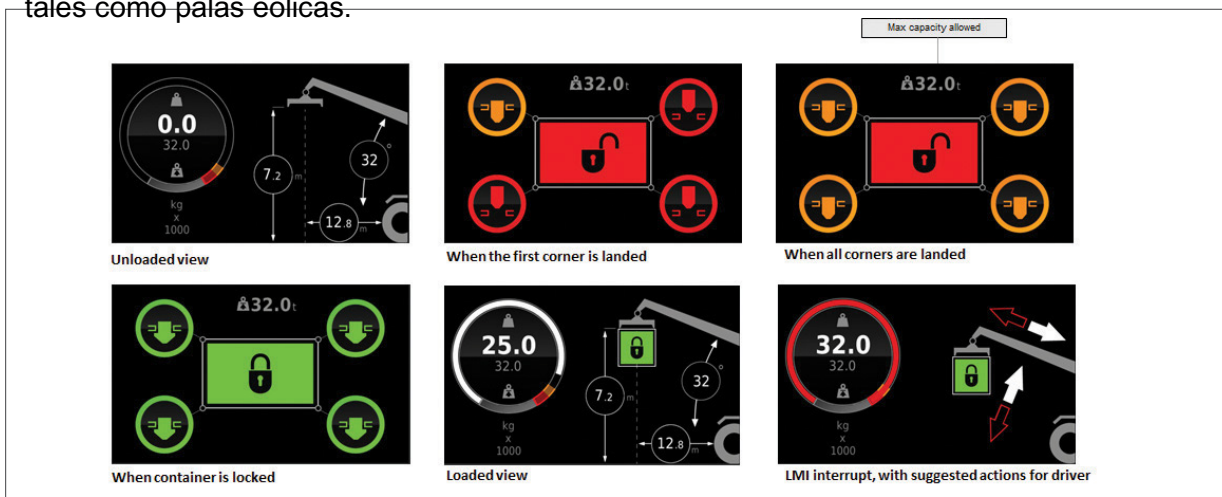 tales como palas eólicas.
Max capacity allowed
0.0
32.0
kg
x
1000
7.2 m
32°
12.8 m
Unloaded view
32.0t
When the first corner is landed
32.0t
When all corners are landed
32.0t
When container is locked
25.0
32.0
kg
x
1000
7.2 m
32°
12.8 m
Loaded view
32.0
32.0
kg
x
1000
LMI interrupt, with suggested actions for driver